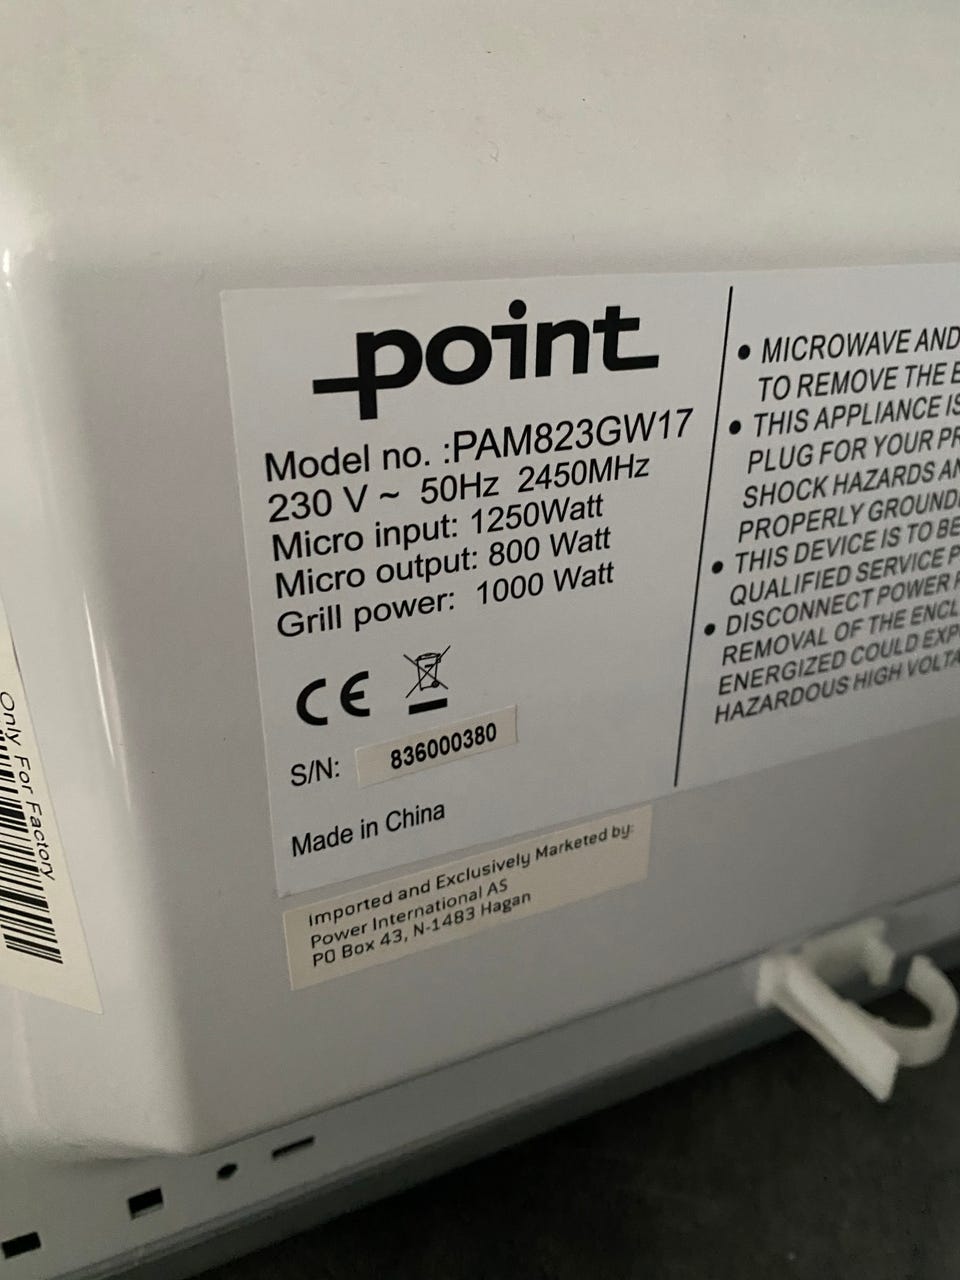 point
Model no. :PAM823GW17
230 V ~ 50Hz 2450MHz
Micro input: 1250Watt
Micro output: 800 Watt
Grill power: 1000 Watt
CE
S/N: 836000380
Made in China
Imported and Exclusively Marketed by:
Power International AS
PO Box 43, N-1483 Hagan
• MICROWAVE AND
TO REMOVE THE
• THIS APPLIANCE IS
PLUG FOR YOUR
SHOCK HAZARDS
PROPERLY
• THIS DEVICE IS TO BE
QUALIFIED SERVICE
• DISCONNECT POWER
REMOVAL OF THE
ENERGIZED COULD
HAZARDOUS HIGH
Only For Factory